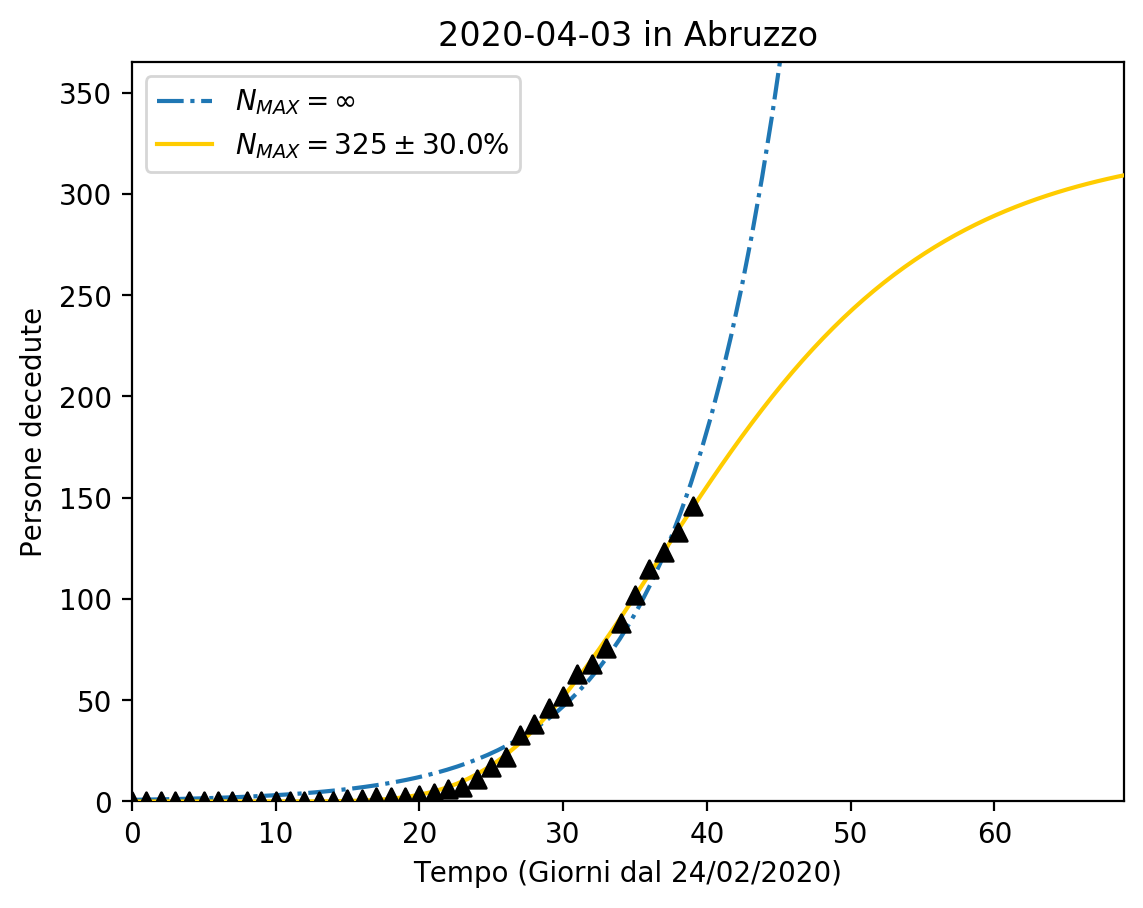 2020-04-03 in Abruzzo
N_MAX = ∞
N_MAX = 325 ± 30.0%
Persone decedute
350
300
250
200
150
100
50
0
0 10 20 30 40 50 60
Tempo (Giorni dal 24/02/2020)